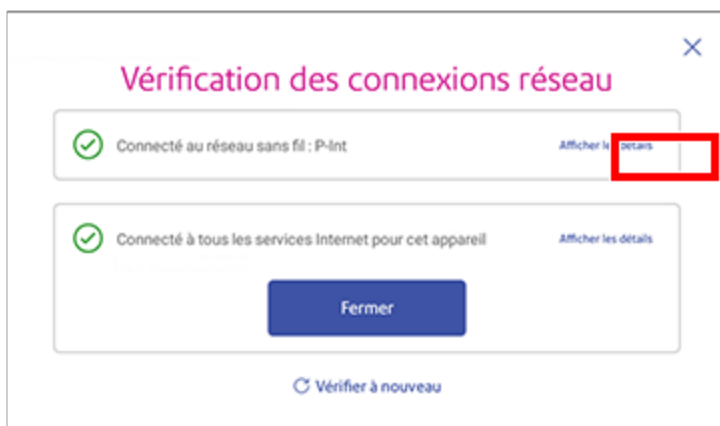 Vérification des connexions réseau
Connecté au réseau sans fil : P-Int
Afficher les détails
Connecté à tous les services Internet pour cet appareil
Afficher les détails
Fermer
Vérifier à nouveau